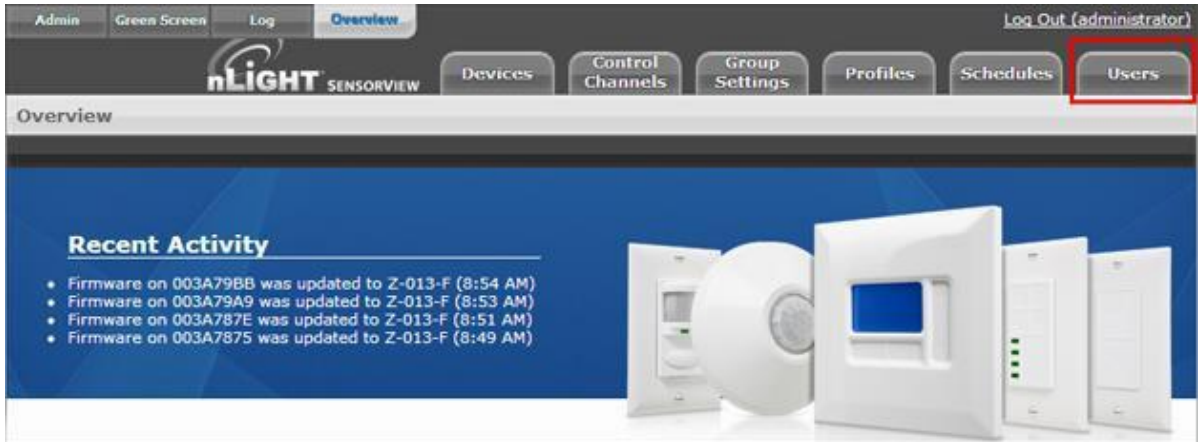 Admin Green Screen Log Overview Log Out (administrator)
nLIGHT SENSORVIEW Devices Control Channels Group Settings Profiles Schedules Users
Overview
Recent Activity
• Firmware on 003A79BB was updated to Z-013-F (8:54 AM)
• Firmware on 003A79A9 was updated to Z-013-F (8:53 AM)
• Firmware on 003A787E was updated to Z-013-F (8:51 AM)
• Firmware on 003A7875 was updated to Z-013-F (8:49 AM)